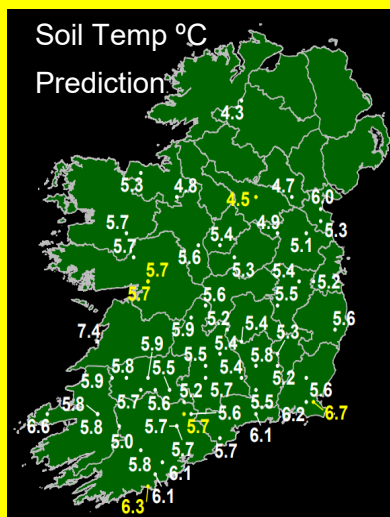 Soil Temp ºC
Prediction
4.3
5.3 4.8 4.5 4.7 6.0
5.7 5.4 4.9 5.1 5.3
5.7 5.6 5.3
5.7 5.4 5.2
5.7 5.6 5.5
7.4 5.9 5.2 5.4 5.3 5.6
5.9 5.4
5.8 5.5 5.5 5.4 5.8 5.2
5.9 5.7 5.6 5.2 5.7 5.5 5.6
5.8 5.6 6.2 6.7
6.6 5.8 5.0 5.7 5.7 6.1
5.8 5.7 5.7
6.1
6.3 6.1